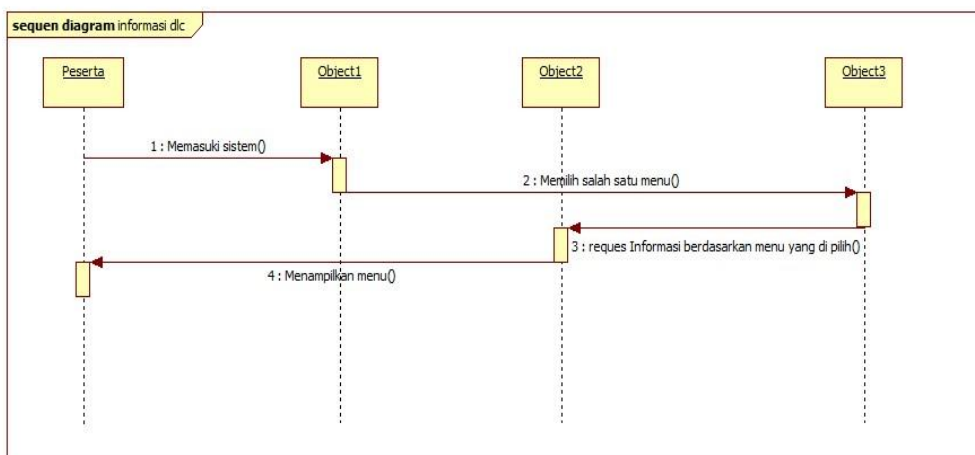 sequen diagram informasi dlc
Peserta
Object1
Object2
Object3
1 : Memasuki sistem()
2 : Memilih salah satu menu()
3 : reques Informasi berdasarkan menu yang di pilih()
4 : Menampilkan menu()